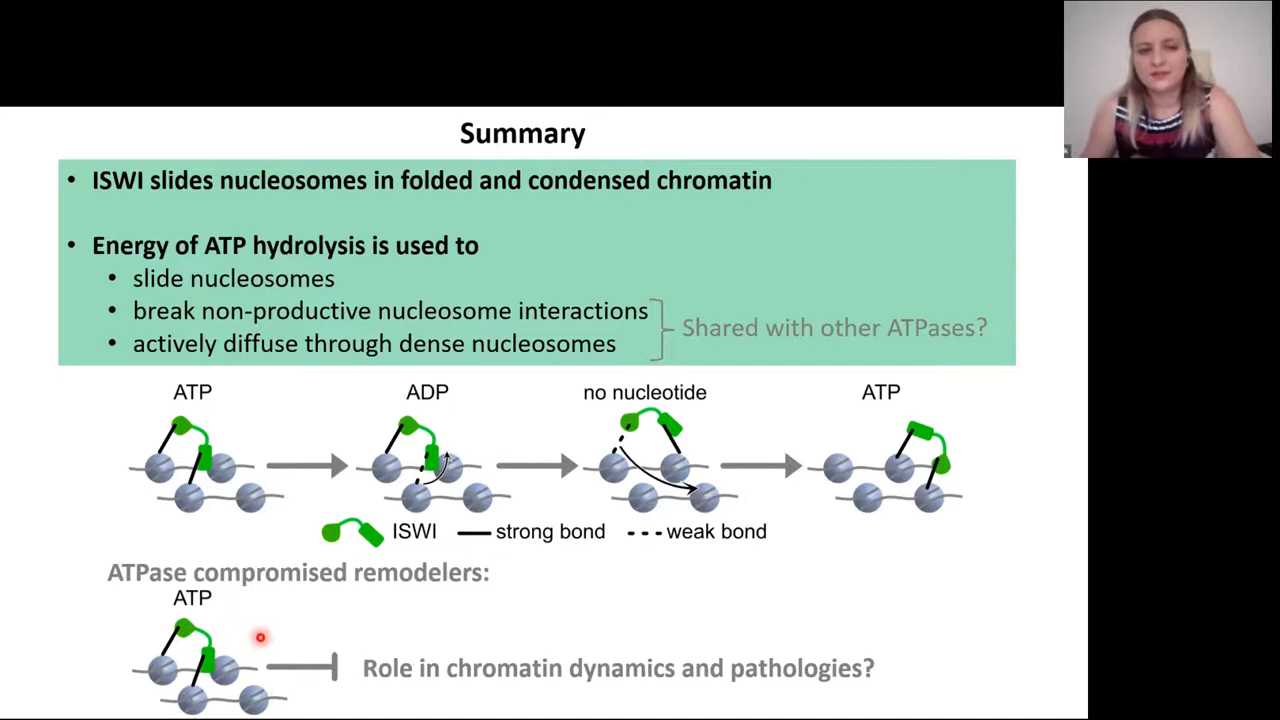 Summary
• ISWI slides nucleosomes in folded and condensed chromatin
• Energy of ATP hydrolysis is used to
• slide nucleosomes
• break non-productive nucleosome interactions
• actively diffuse through dense nucleosomes
Shared with other ATPases?
ATP ADP no nucleotide ATP
ISWI strong bond weak bond
ATPase compromised remodelers:
ATP
Role in chromatin dynamics and pathologies?